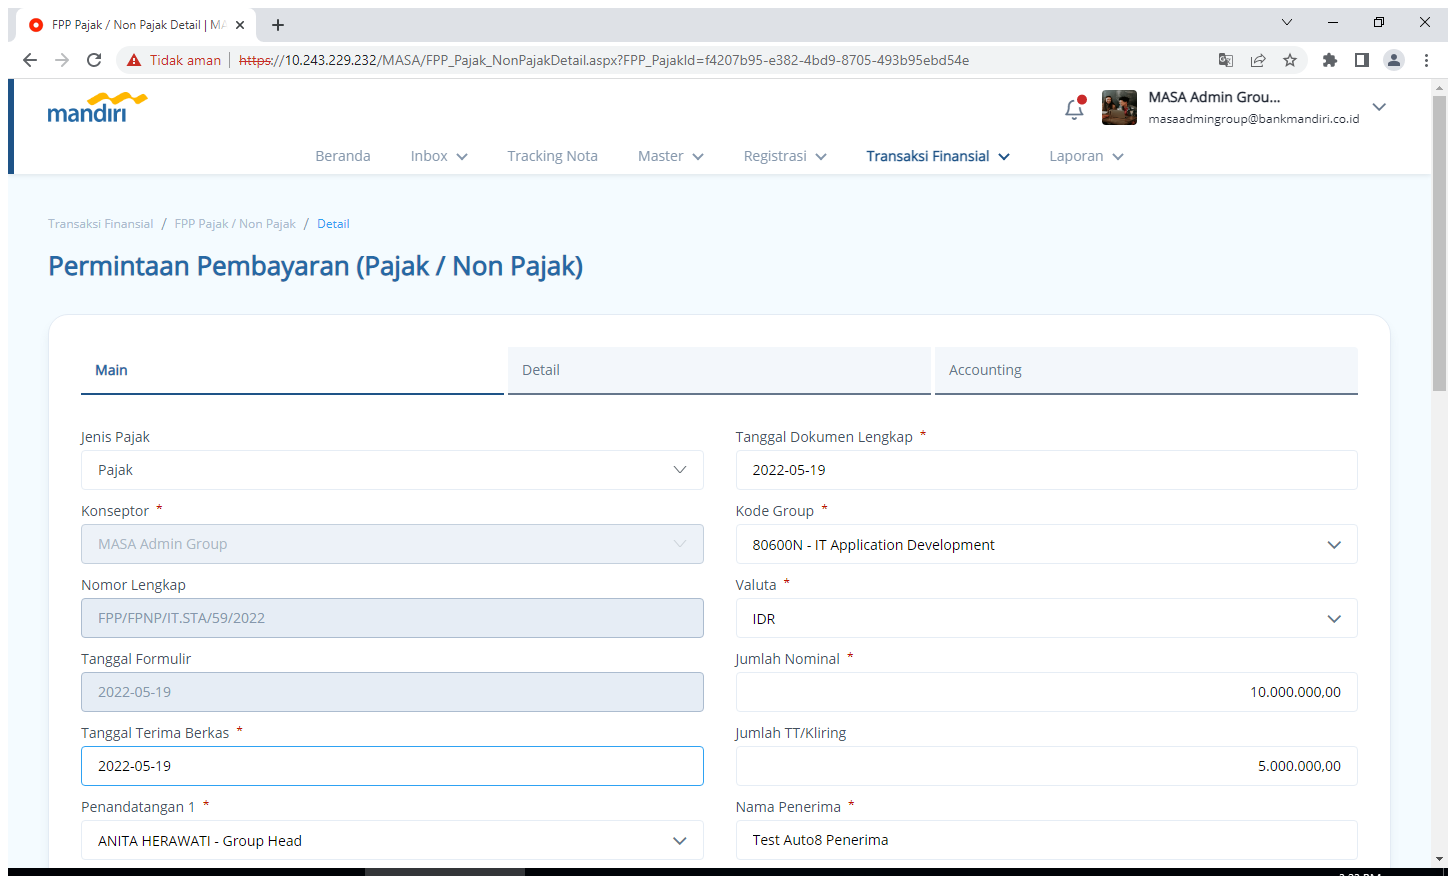 FPP Pajak / Non Pajak Detail | MA
Tidak aman
https://10.243.229.232/MASA/FPP_Pajak_NonPajakDetail.aspx?FPP_PajakId=f4207b95-e382-4bd9-8705-493b95ebd54e
mandiri
MASA Admin Grou...
masaadmingroup@bankmandiri.co.id
Beranda Inbox Tracking Nota Master Registrasi Transaksi Finansial Laporan
Transaksi Finansial / FPP Pajak / Non Pajak / Detail
Permintaan Pembayaran (Pajak / Non Pajak)
Main Detail Accounting
Jenis Pajak
Pajak
Konseptor *
MASA Admin Group
Nomor Lengkap
FPP/FPNP/IT.STA/59/2022
Tanggal Formulir
2022-05-19
Tanggal Terima Berkas *
2022-05-19
Penandatangan 1 *
ANITA HERAWATI - Group Head
Tanggal Dokumen Lengkap *
2022-05-19
Kode Group *
80600N - IT Application Development
Valuta *
IDR
Jumlah Nominal *
10.000.000,00
Jumlah TT/Kliring
5.000.000,00
Nama Penerima *
Test Auto8 Penerima